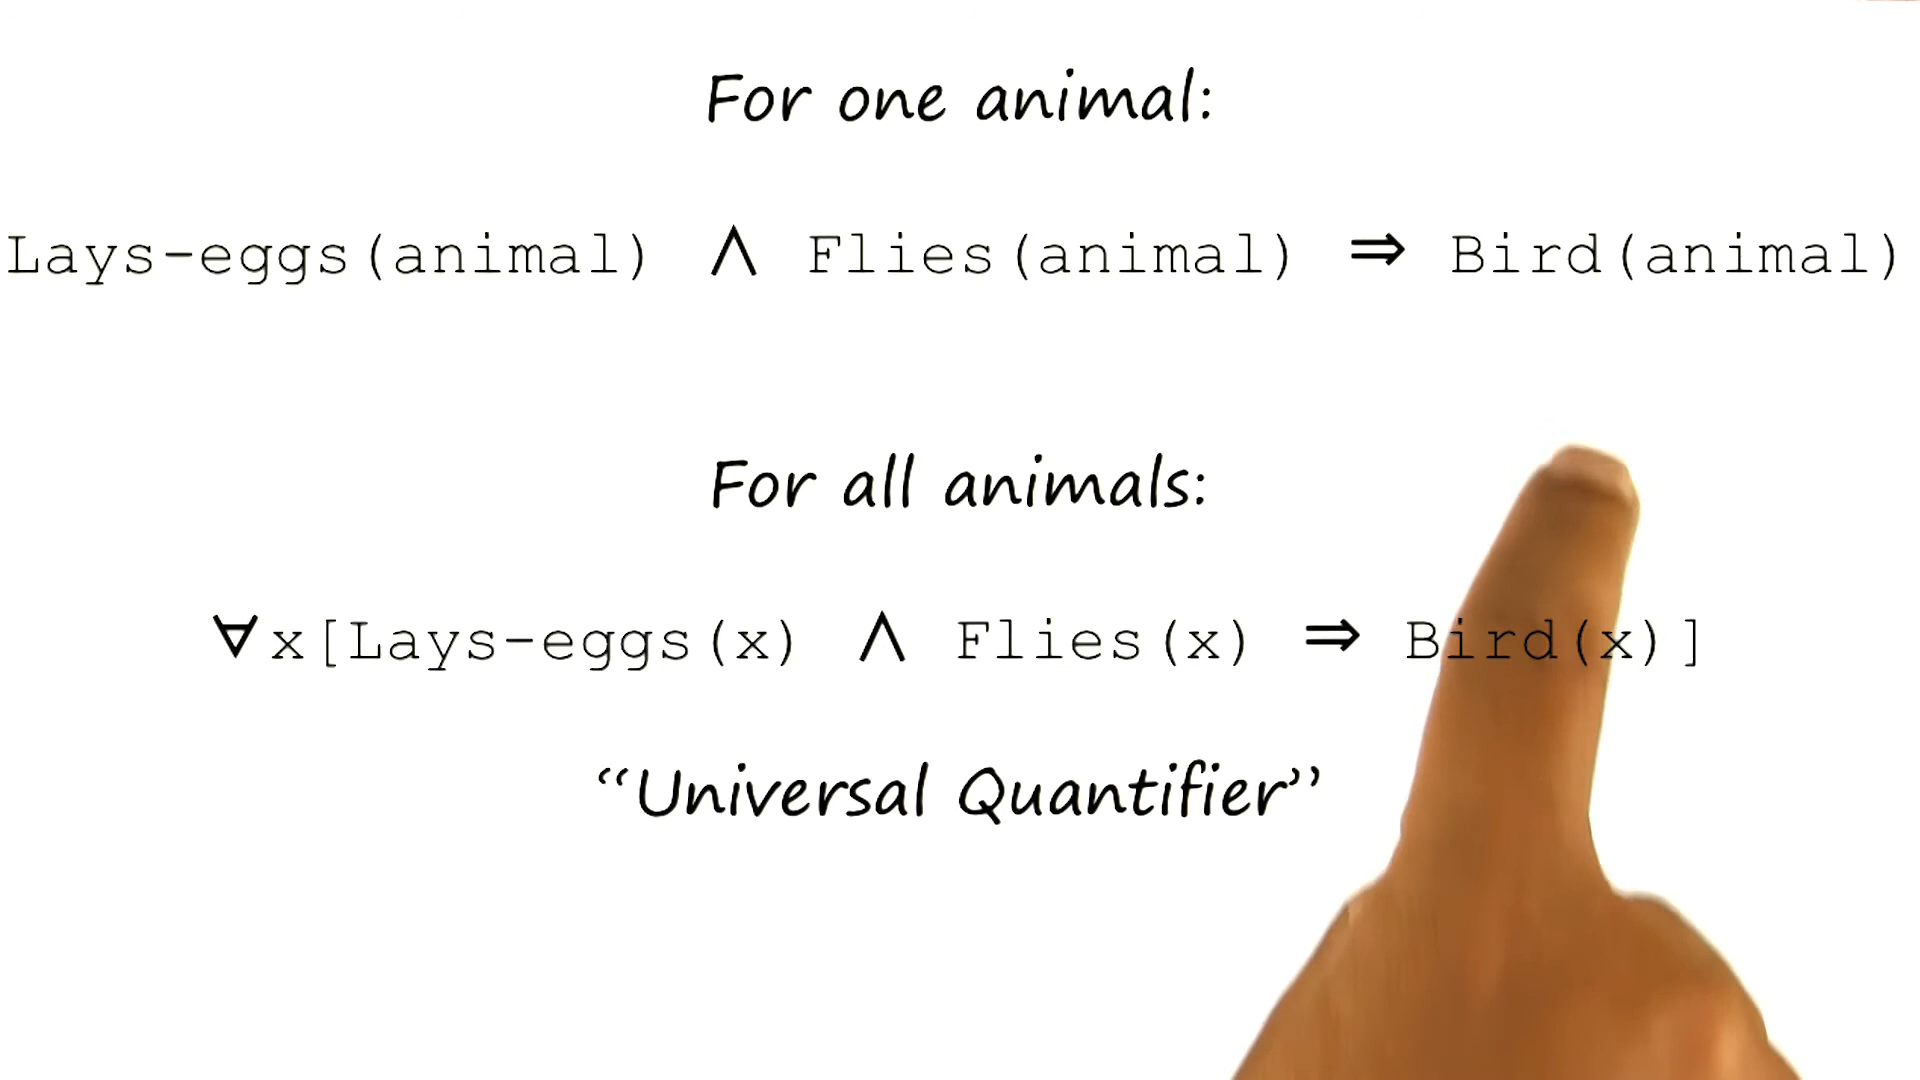 For one animal:
Lays-eggs(animal) ∧ Flies(animal) ⇒ Bird(animal)
For all animals:
∀x[Lays-eggs(x) ∧ Flies(x) ⇒ Bird(x)]
“Universal Quantifier”